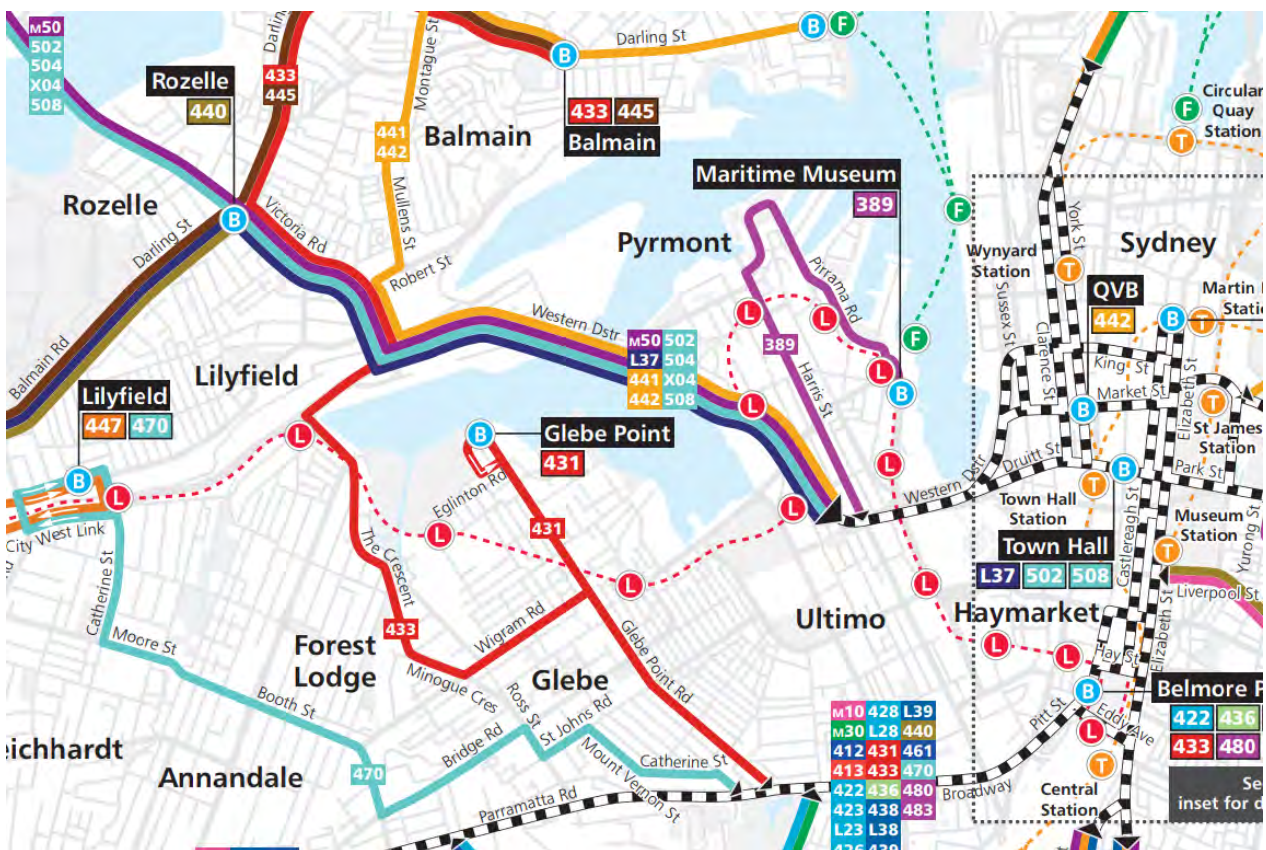 M50
502
504
X04
508
Rozelle
440
433
445
Montague St
Darling St
B
F
441
442
Balmain
B
433 445
Balmain
Circular
Quay
Station
F
T
Maritime Museum
389
F
Rozelle
B
Darling St
Victoria Rd
Mullens St
Robert St
Pyrmont
Pirrama Rd
Wynyard
Station
York St
T
Sydney
QVB
442
B
T
Sussex St
Clarence St
Balmain Rd
Lilyfield
Western Dstr
M50 502
L37 504
441 X04
442 508
L
L
389
Harris St
L
B
F
King St
Market St
Elizabeth St
T
St James
Station
Lilyfield
447 470
B
L
L
Glebe Point
431
B
Eglinton Rd
L
B
Druitt St
Western Dstr
B
Park St
T
Town Hall
Station
City West Link
L
431
L
L
L
Castlereagh St
Museum
Station
Yurong St
T
Town Hall
L37 502 508
Catherine St
The Crescent
L
L
Liverpool St
Moore St
433
Wigram Rd
Forest
Lodge
Minogue Cres
Glebe
Glebe Point Rd
Ultimo
Haymarket
L
L
Hay St
Elizabeth St
Booth St
Ross St
St Johns Rd
Bridge Rd
B
Pitt St
Eddy Ave
L
422 436
433 480
Annandale
470
Mount Vernon St
Catherine St
Parramatta Rd
M10 428 L39
M30 L28 440
412 431 461
413 433 470
422 436 480
423 438 483
L23 L38
Broadway
T
Central
Station
inset for